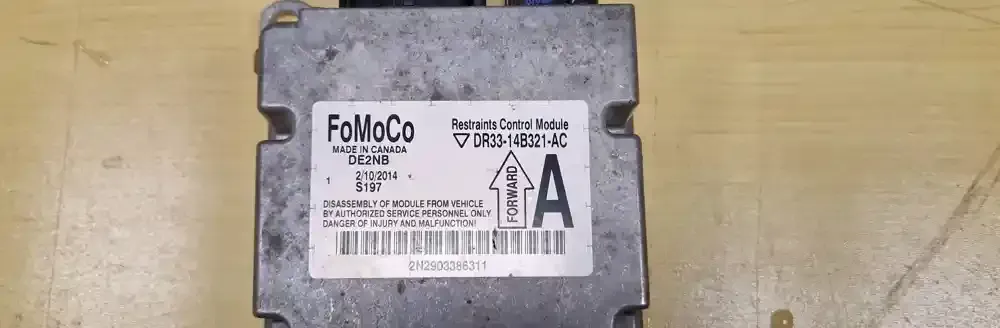 FoMoCo
MADE IN CANADA
DE2NB
1 2/10/2014
S197
Restraints Control Module
▽ DR33-14B321-AC
FORWARD
A
DISASSEMBLY OF MODULE FROM VEHICLE
BY AUTHORIZED SERVICE PERSONNEL ONLY
DANGER OF INJURY AND MALFUNCTION!
2N2903386311